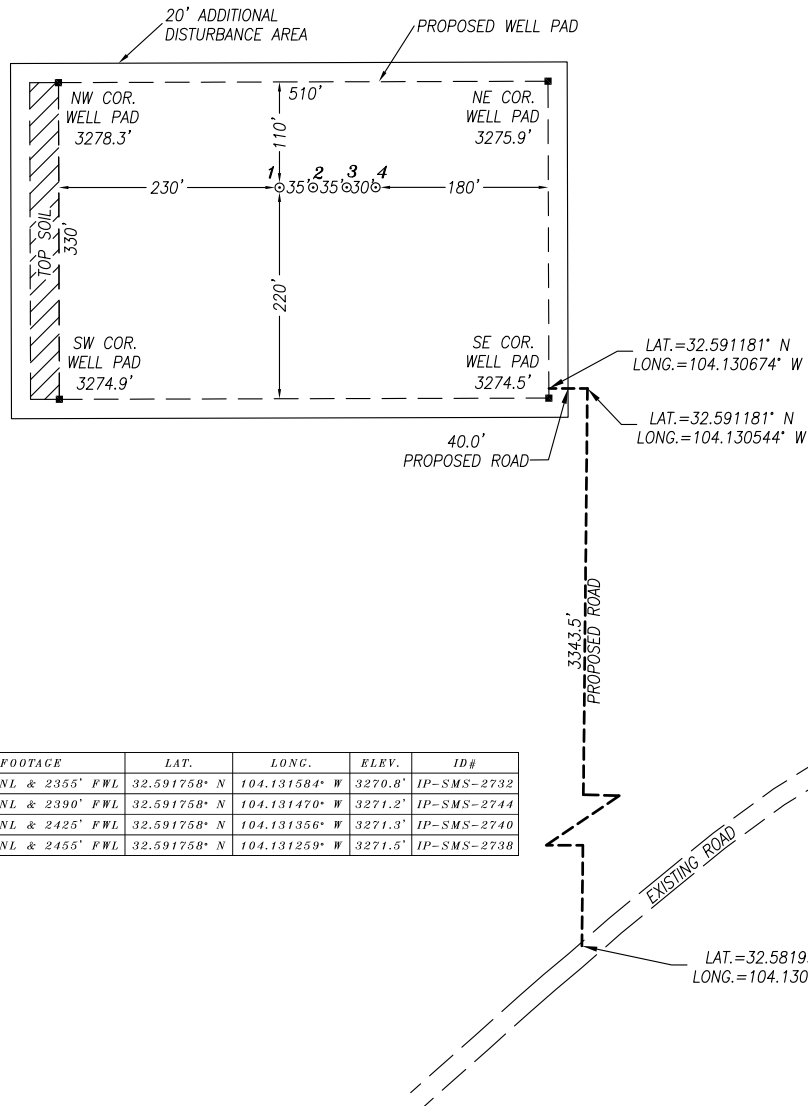 20' ADDITIONAL
DISTURBANCE AREA
PROPOSED WELL PAD
NW COR.
WELL PAD
3278.3'
510'
NE COR.
WELL PAD
3275.9'
110'
1 2 3 4
230'
35'
35'
30'
180'
TOP SOIL
330'
220'
SW COR.
WELL PAD
3274.9'
SE COR.
WELL PAD
3274.5'
LAT.=32.591181° N
LONG.=104.130674° W
LAT.=32.591181° N
LONG.=104.130544° W
40.0'
PROPOSED ROAD
3343.5'
PROPOSED ROAD
FOOTAGE LAT. LONG. ELEV. ID#
NL & 2355' FWL 32.591758° N 104.131584° W 3270.8' IP-SMS-2732
NL & 2390' FWL 32.591758° N 104.131470° W 3271.2' IP-SMS-2744
NL & 2425' FWL 32.591758° N 104.131356° W 3271.3' IP-SMS-2740
NL & 2455' FWL 32.591758° N 104.131259° W 3271.5' IP-SMS-2738
EXISTING ROAD
LAT.=32.5819
LONG.=104.130